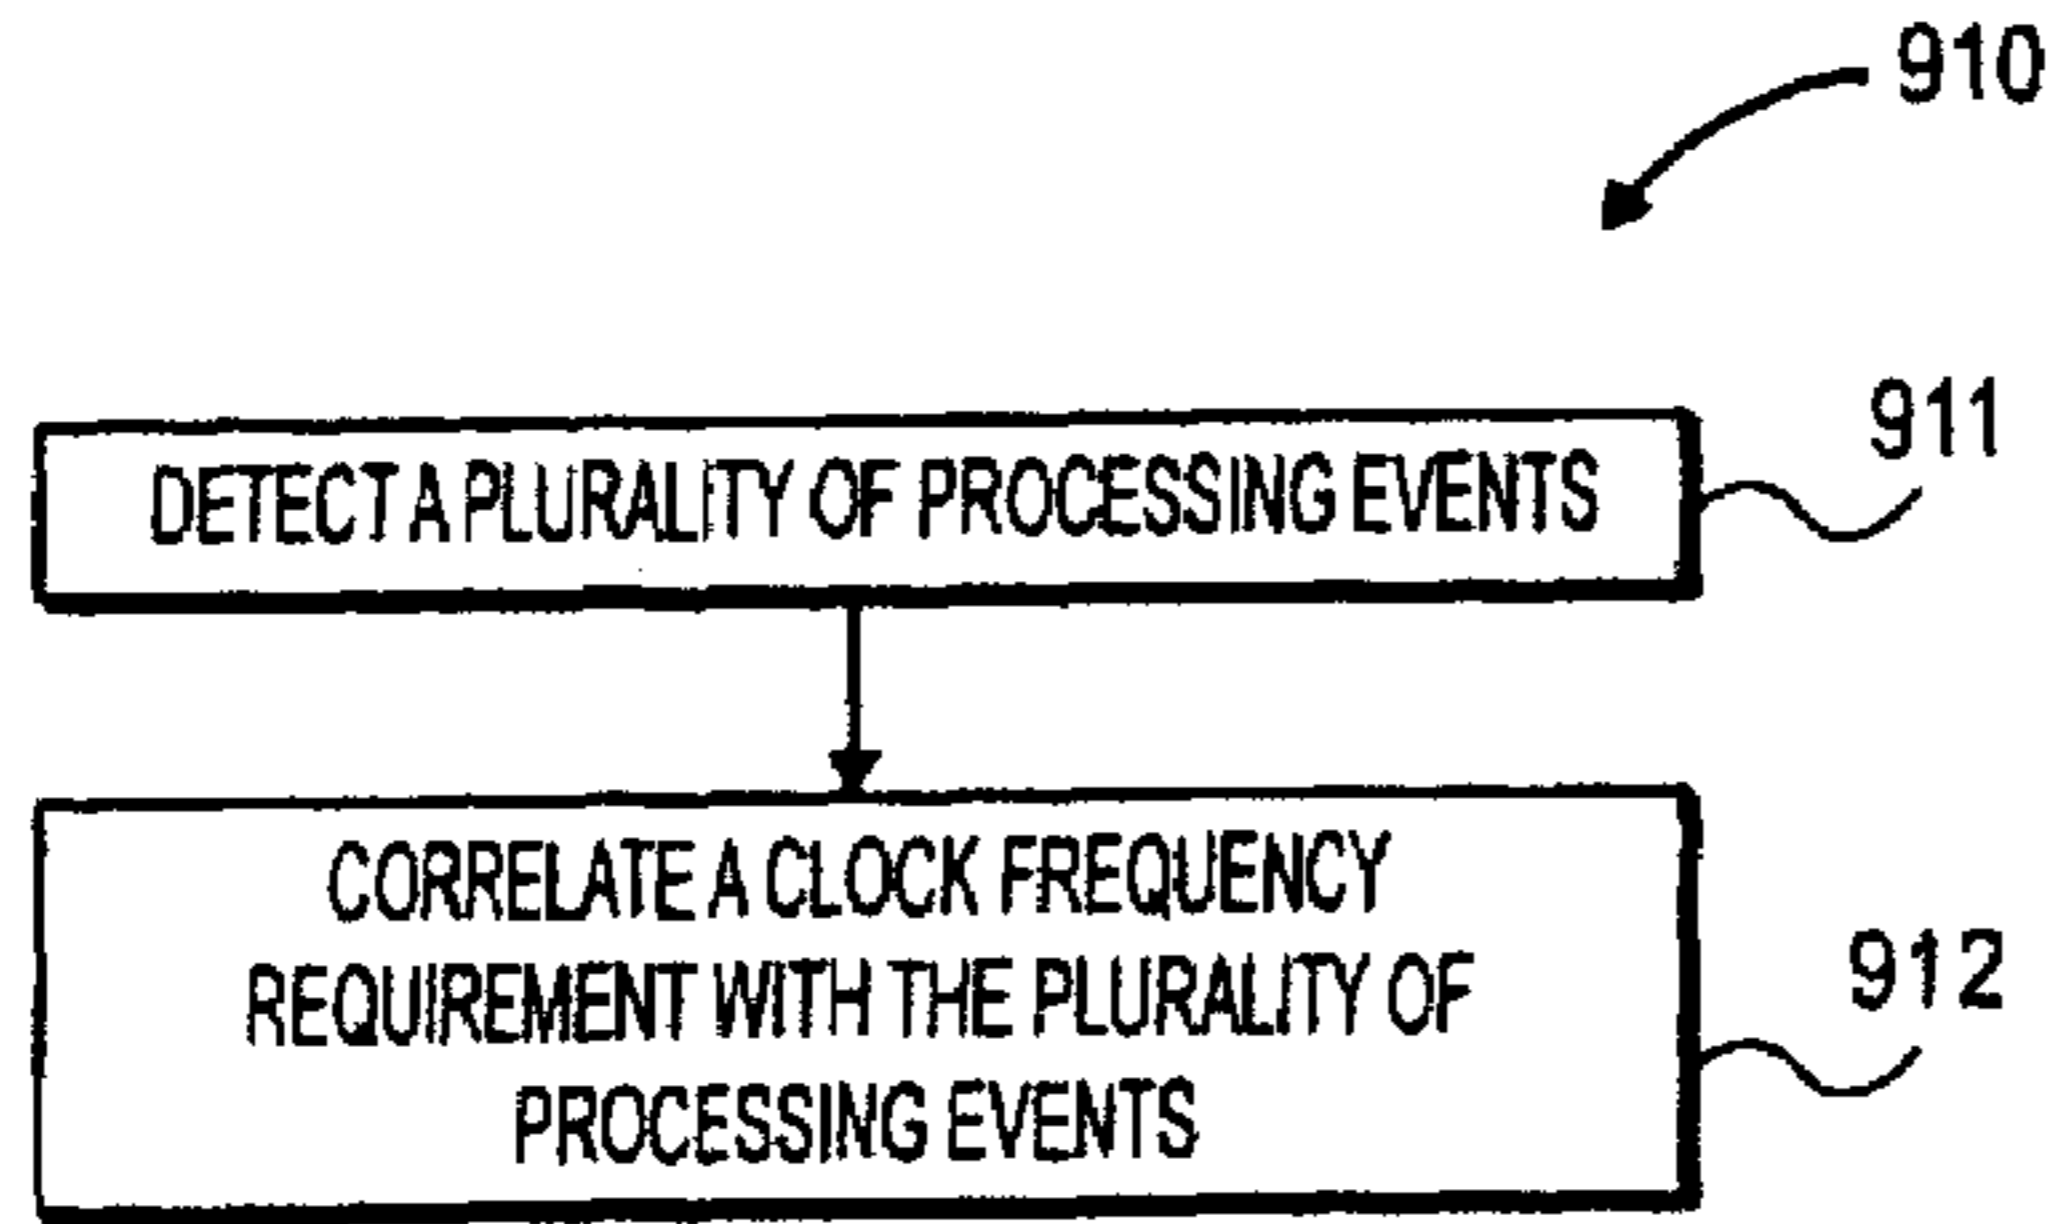 910
911
DETECT A PLURALITY OF PROCESSING EVENTS
CORRELATE A CLOCK FREQUENCY
REQUIREMENT WITH THE PLURALITY OF
912
PROCESSING EVENTS